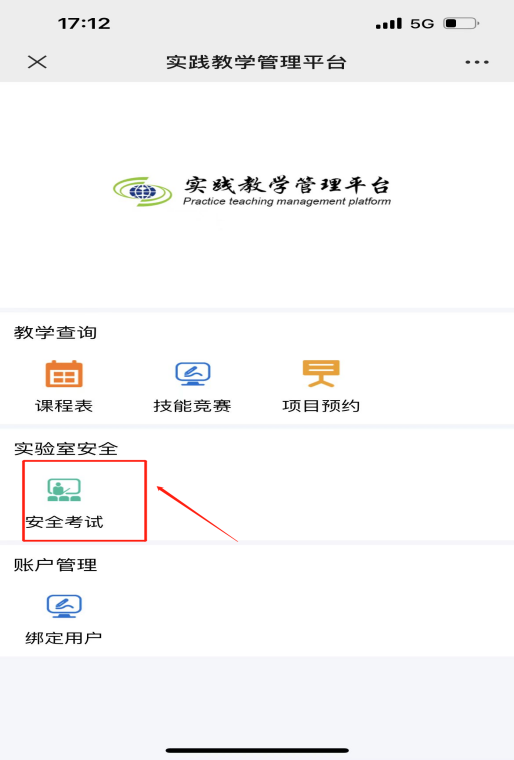 17:12 5G
实践教学管理平台
实践教学管理平台
Practice teaching management platform
教学查询
课程表 技能竞赛 项目预约
实验室安全
安全考试
账户管理
绑定用户